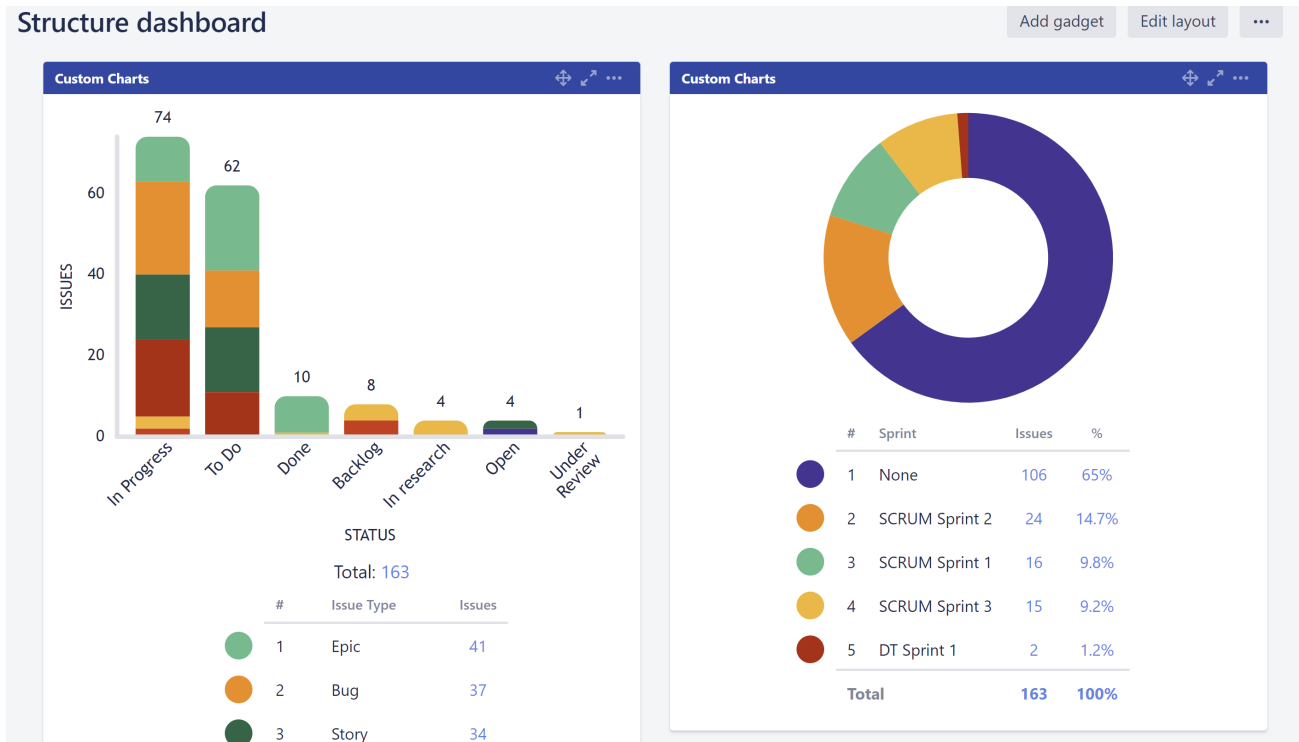 Structure dashboard
Add gadget
Edit layout
Custom Charts
74
62
60
40
20
0
10
8
4
4
1
ISSUES
In Progress
To Do
Done
Backlog
In research
Open
Under
Review
STATUS
Total: 163
# Issue Type Issues
1 Epic 41
2 Bug 37
3 Story 34
Custom Charts
# Sprint Issues %
1 None 106 65%
2 SCRUM Sprint 2 24 14.7%
3 SCRUM Sprint 1 16 9.8%
4 SCRUM Sprint 3 15 9.2%
5 DT Sprint 1 2 1.2%
Total 163 100%